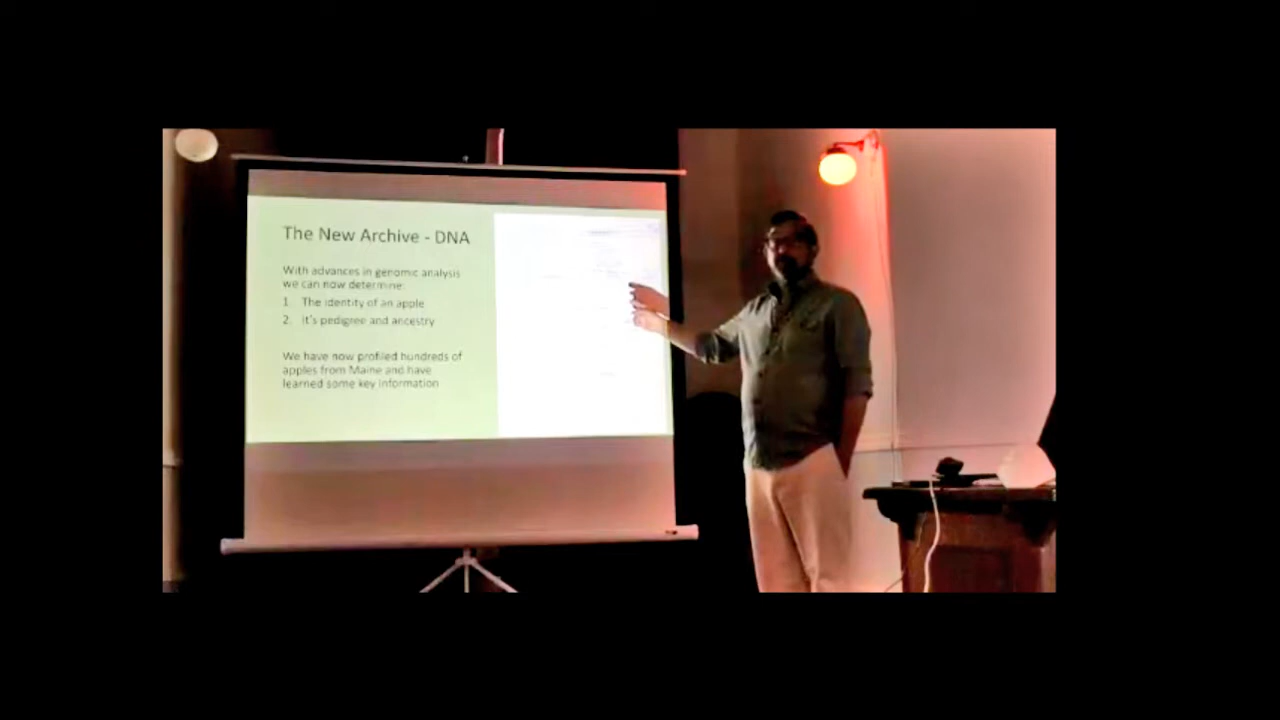 The New Archive - DNA
With advances in genomic analysis
we can now determine:
1. The identity of an apple
2. It's pedigree and ancestry
We have now profiled hundreds of
apples from Maine and have
learned some key information